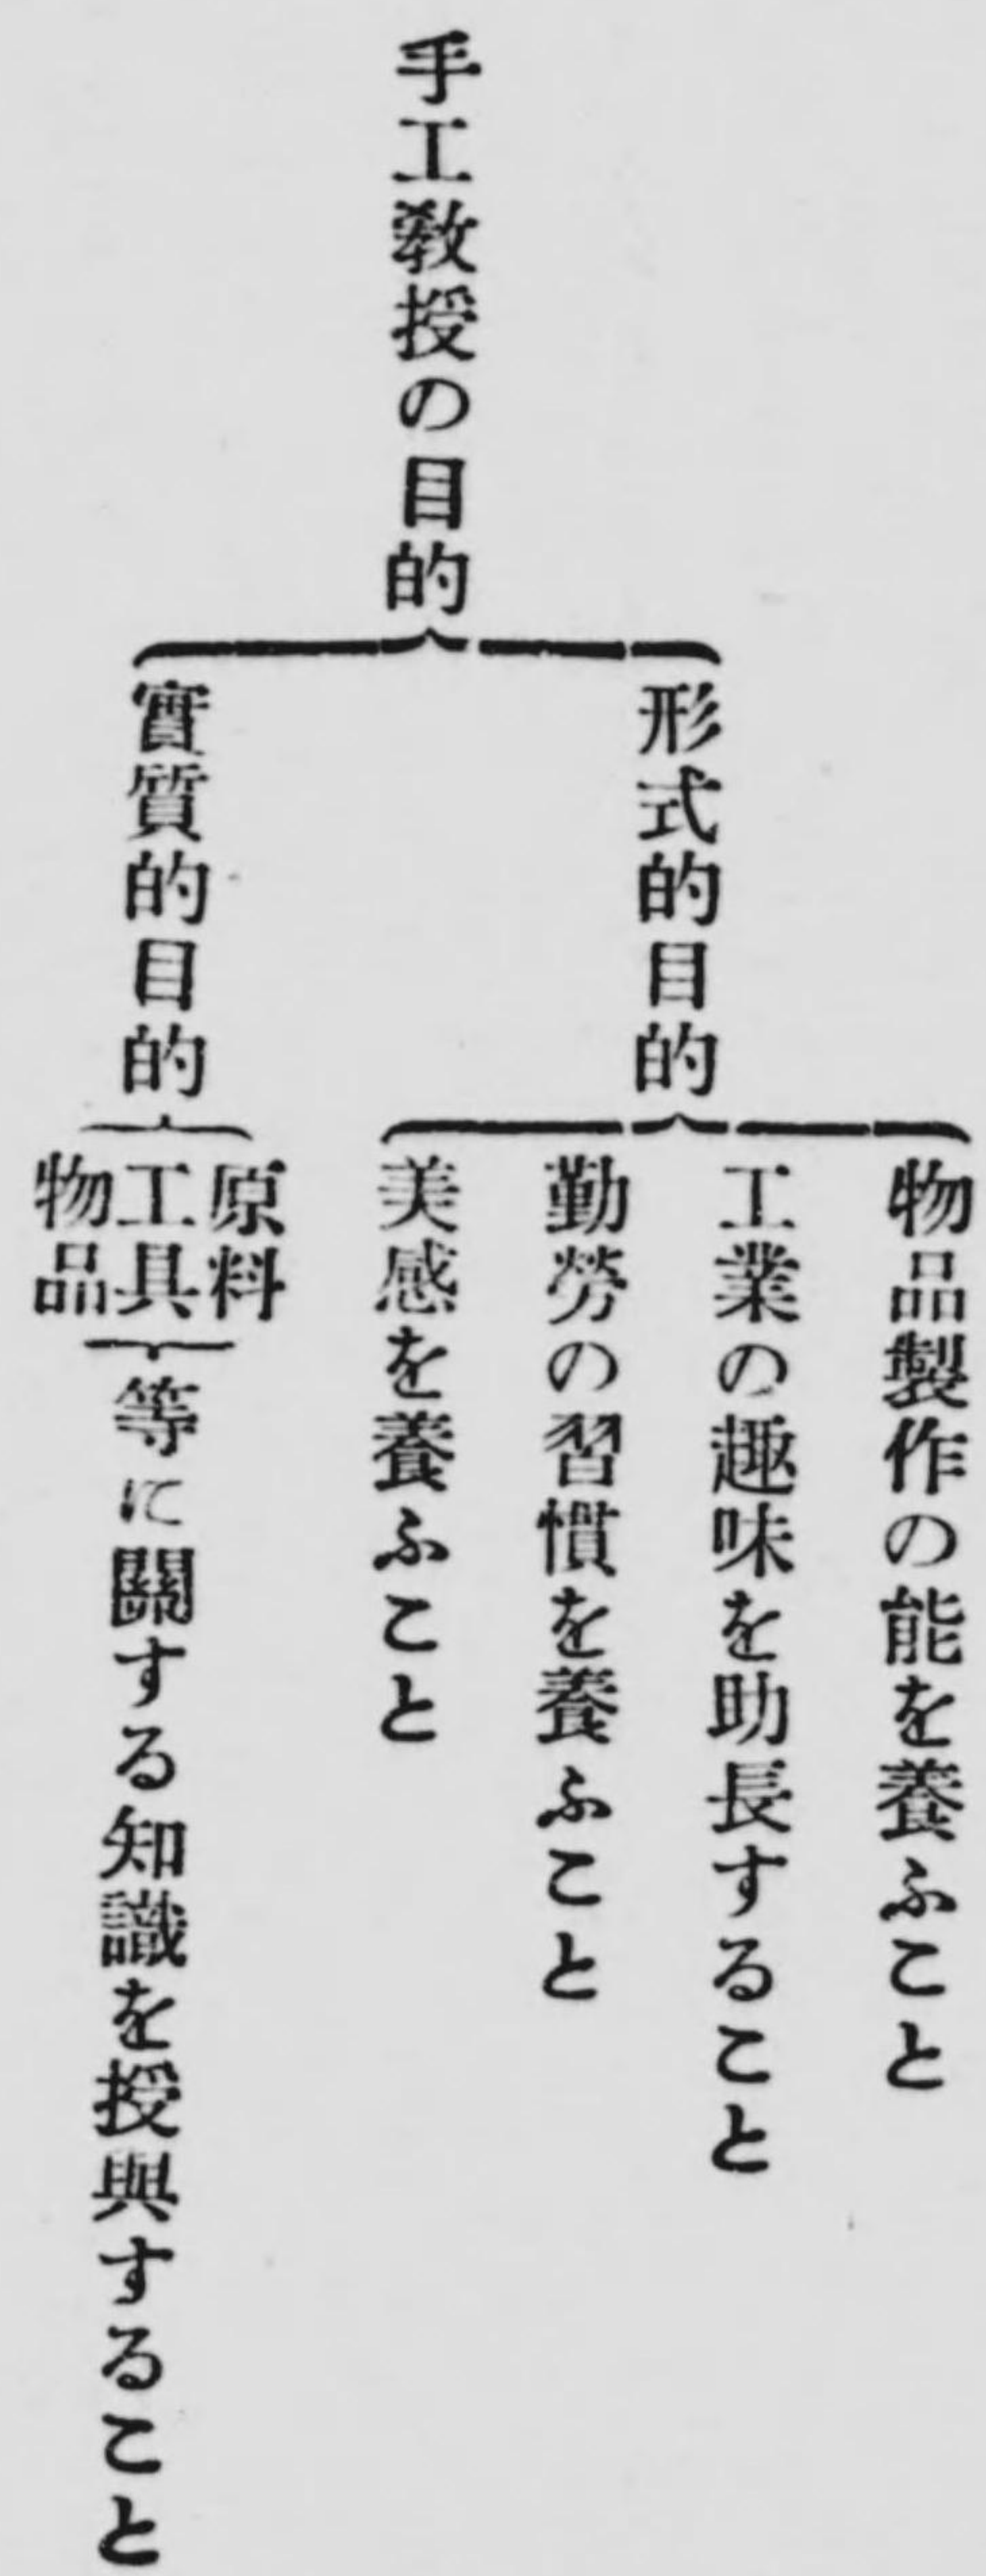 手工敎授の目的
形式的目的
物品製作の能を養ふこと
工業の趣味を助長すること
勤勞の習慣を養ふこと
美感を養ふこと
實質的目的
原料
工具
物品
等に關する知識を授與すること